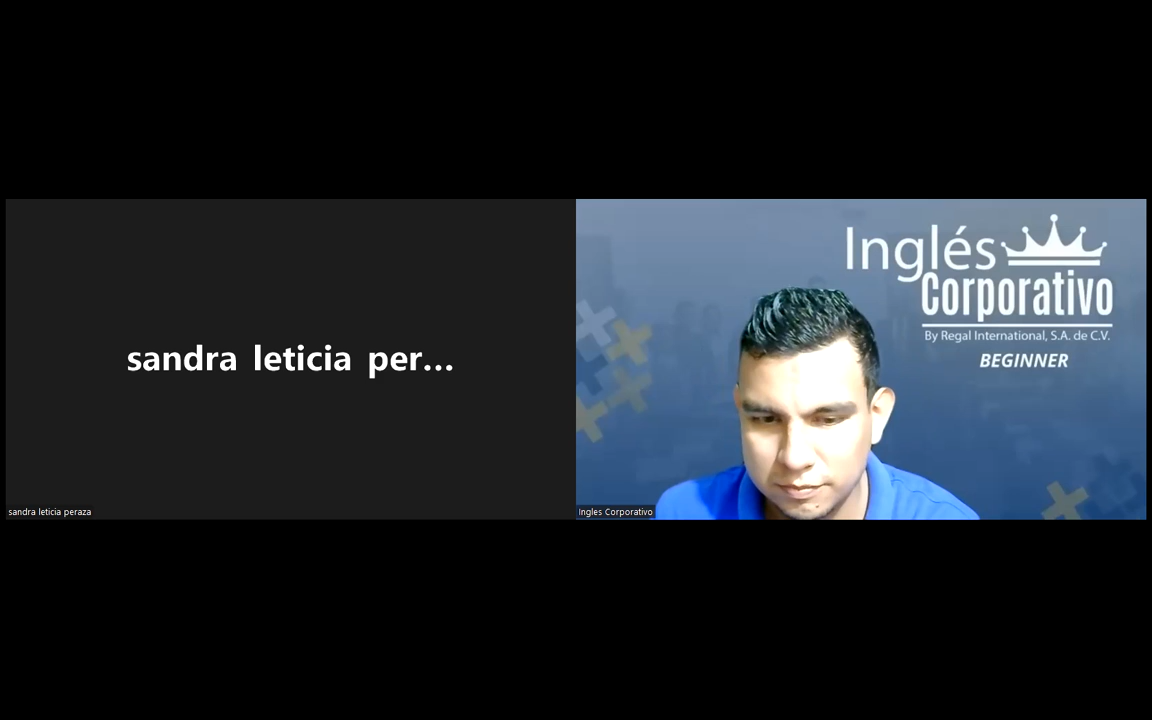 sandra leticia per...
sandra leticia peraza
Inglés
Corporativo
By Regal International, S.A. de C.V.
BEGINNER
Ingles Corporativo